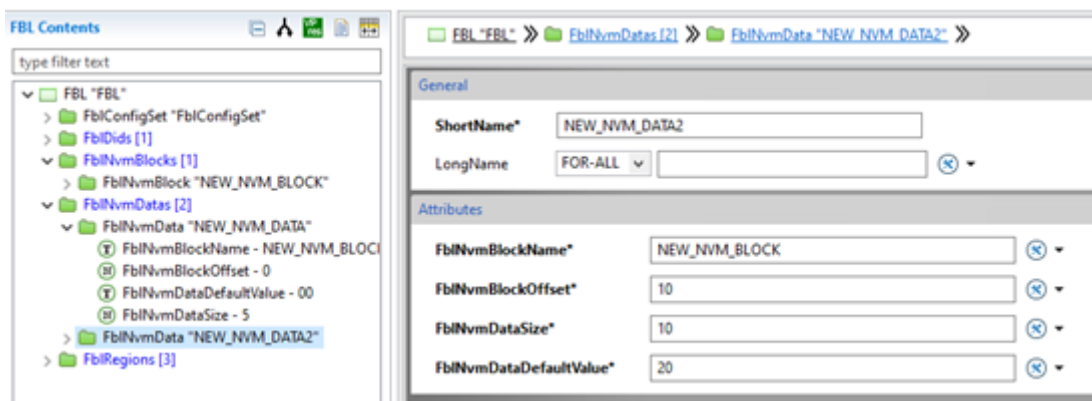 FBL Contents
type filter text
FBL "FBL"
FblConfigSet "FblConfigSet"
FblDids [1]
FblNvmBlocks [1]
FblNvmBlock "NEW_NVM_BLOCK"
FblNvmDatas [2]
FblNvmData "NEW_NVM_DATA"
FblNvmBlockName - NEW_NVM_BLOCI
FblNvmBlockOffset - 0
FblNvmDataDefaultValue - 00
FblNvmDataSize - 5
FblNvmData "NEW_NVM_DATA2"
FblRegions [3]
FBL "FBL" » FblNvmDatas [2] » FblNvmData "NEW_NVM_DATA2" »
General
ShortName* NEW_NVM_DATA2
LongName FOR-ALL
Attributes
FblNvmBlockName* NEW_NVM_BLOCK
FblNvmBlockOffset* 10
FblNvmDataSize* 10
FblNvmDataDefaultValue* 20